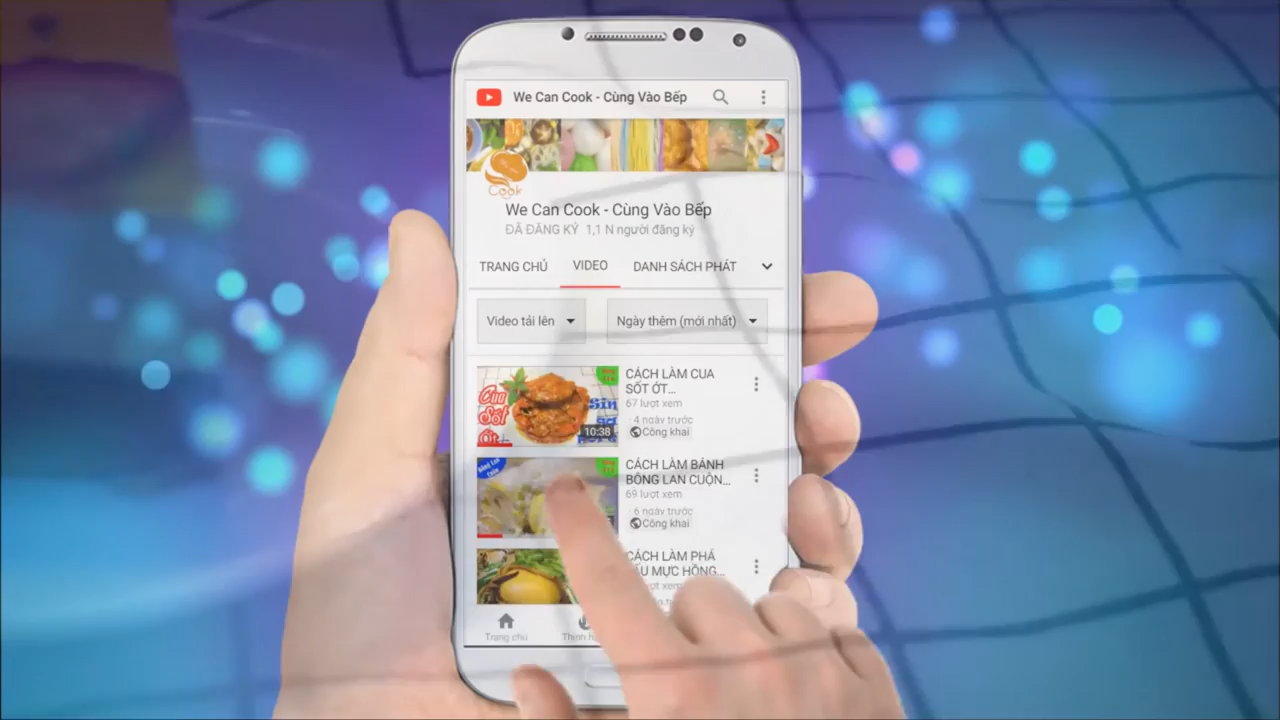 We Can Cook - Cùng Vào Bếp
Cook
We Can Cook - Cùng Vào Bếp
ĐÃ ĐĂNG KÝ 1,1 N người đăng ký
TRANG CHỦ VIDEO DANH SÁCH PHÁT
Video tải lên Ngày thêm (mới nhất)
CÁCH LÀM CUA
SỐT ỚT...
67 lượt xem
4 ngày trước
Công khai
Cua
Sốt
Ớt
10:38
CÁCH LÀM BÁNH
BÔNG LAN CUỘN...
69 lượt xem
6 ngày trước
Công khai
CÁCH LÀM PHÁ
MỰC HỒNG...
Trang chủ